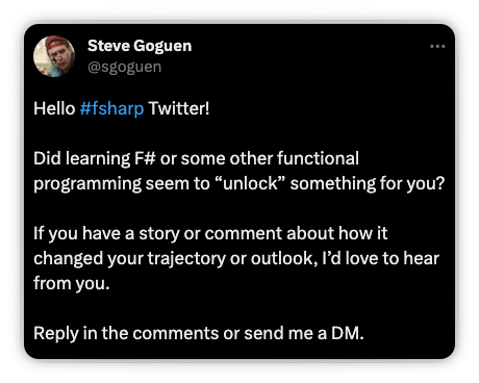 Steve Goguen
@sgoguen
Hello #fsharp Twitter!
Did learning F# or some other functional
programming seem to “unlock” something for you?
If you have a story or comment about how it
changed your trajectory or outlook, I’d love to hear
from you.
Reply in the comments or send me a DM.